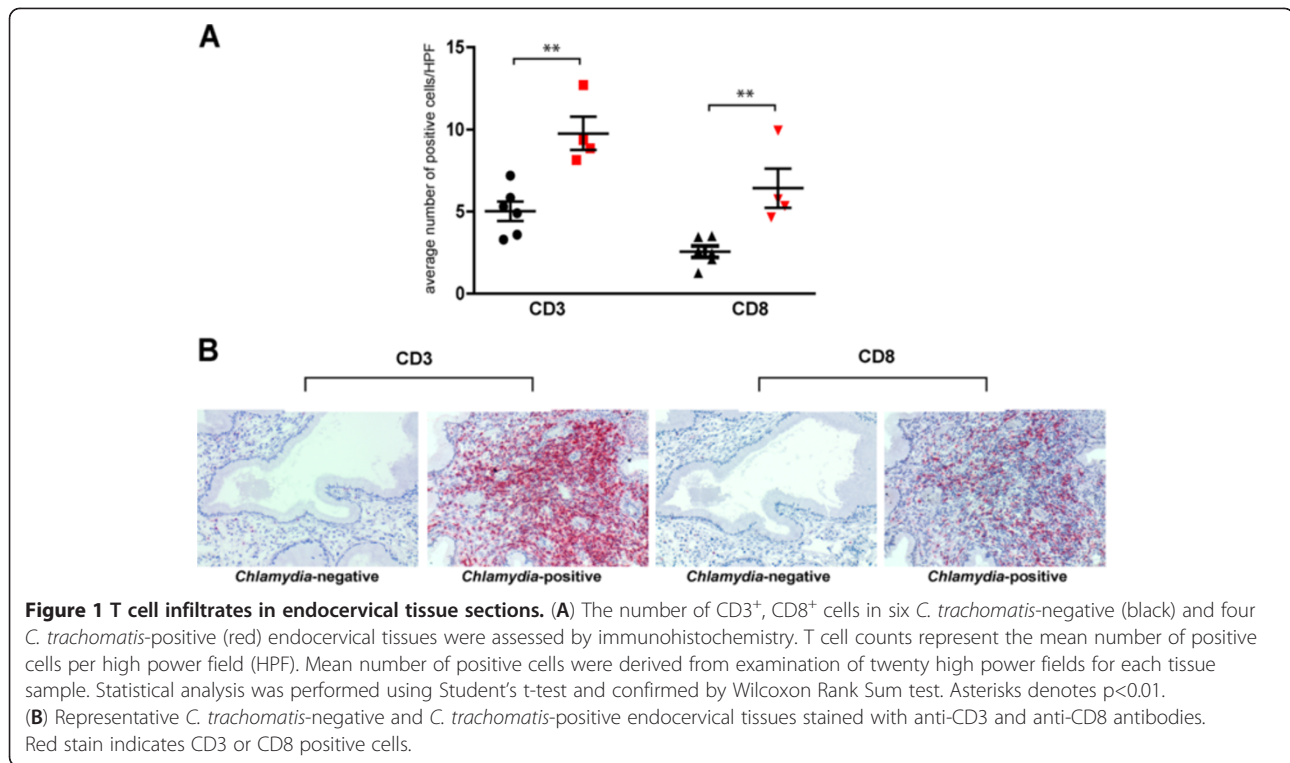 A
average number of positive cells/HPF
15
10
5
0
**
**
CD3
CD8
B
CD3
CD8
Chlamydia-negative
Chlamydia-positive
Chlamydia-negative
Chlamydia-positive
Figure 1 T cell infiltrates in endocervical tissue sections. (A) The number of CD3⁺, CD8⁺ cells in six C. trachomatis-negative (black) and four
C. trachomatis-positive (red) endocervical tissues were assessed by immunohistochemistry. T cell counts represent the mean number of positive
cells per high power field (HPF). Mean number of positive cells were derived from examination of twenty high power fields for each tissue
sample. Statistical analysis was performed using Student's t-test and confirmed by Wilcoxon Rank Sum test. Asterisks denotes p<0.01.
(B) Representative C. trachomatis-negative and C. trachomatis-positive endocervical tissues stained with anti-CD3 and anti-CD8 antibodies.
Red stain indicates CD3 or CD8 positive cells.